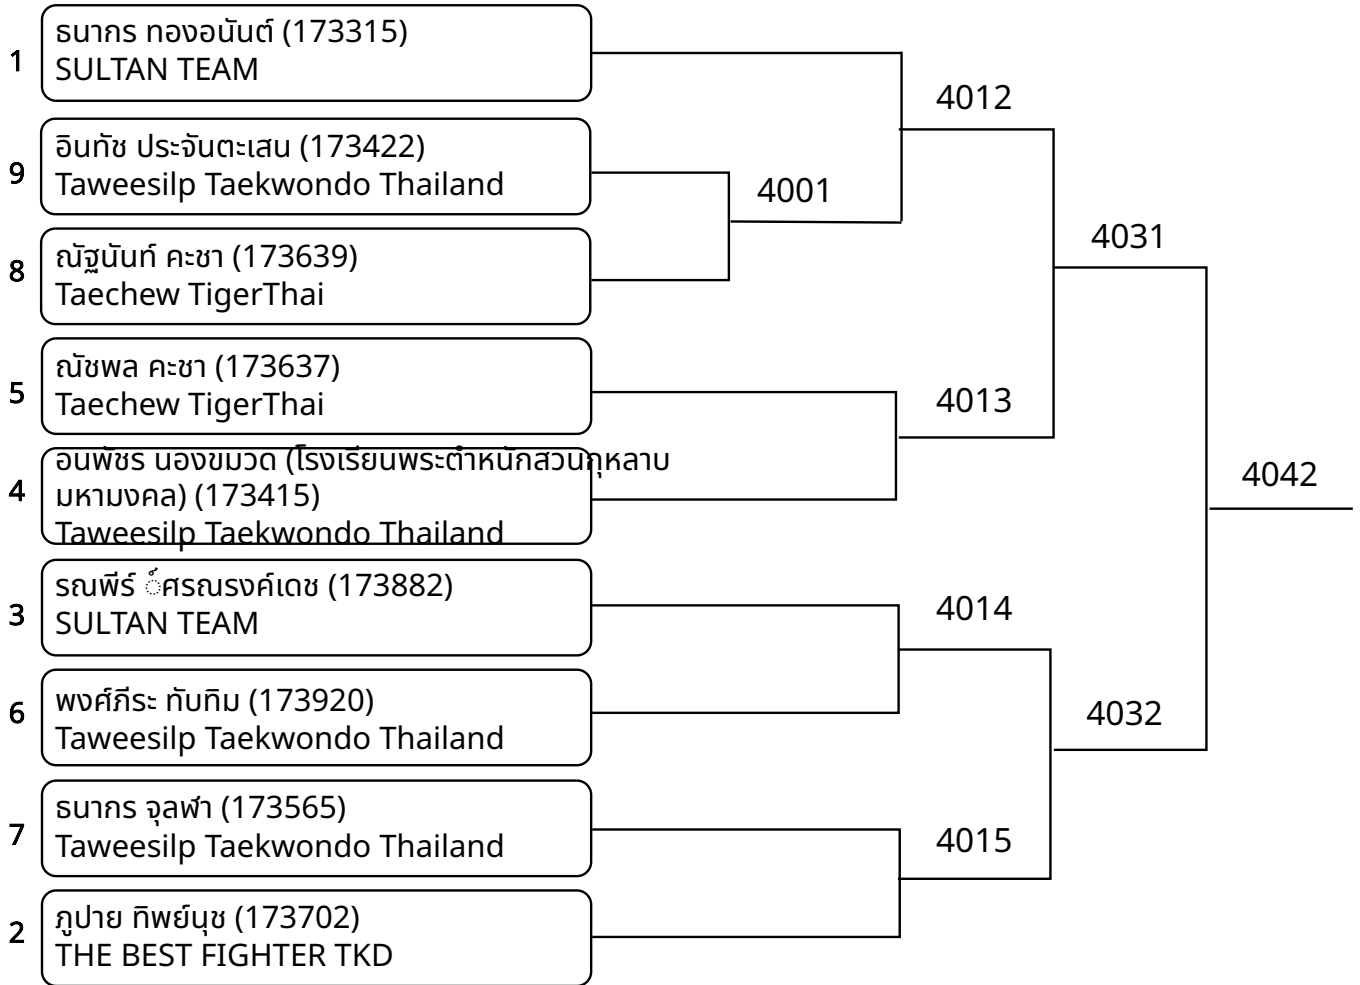 1
ธนากร ทองอนันต์ (173315)
SULTAN TEAM
9
อินทัช ประจันตะเสน (173422)
Taweesilp Taekwondo Thailand
8
ณัฐนันท์ คะชา (173639)
Taechew TigerThai
5
ณัชพล คะชา (173637)
Taechew TigerThai
4
อนพัชร นองขมวด (โรงเรียนพระตำหนักสวนกุหลาบ
มหามงคล) (173415)
Taweesilp Taekwondo Thailand
3
รณพีร์ ์ศรณรงค์เดช (173882)
SULTAN TEAM
6
พงศ์ภีระ ทับทิม (173920)
Taweesilp Taekwondo Thailand
7
ธนากร จุลฬา (173565)
Taweesilp Taekwondo Thailand
2
ภูปาย ทิพย์นุช (173702)
THE BEST FIGHTER TKD
4001
4012
4013
4014
4015
4031
4032
4042